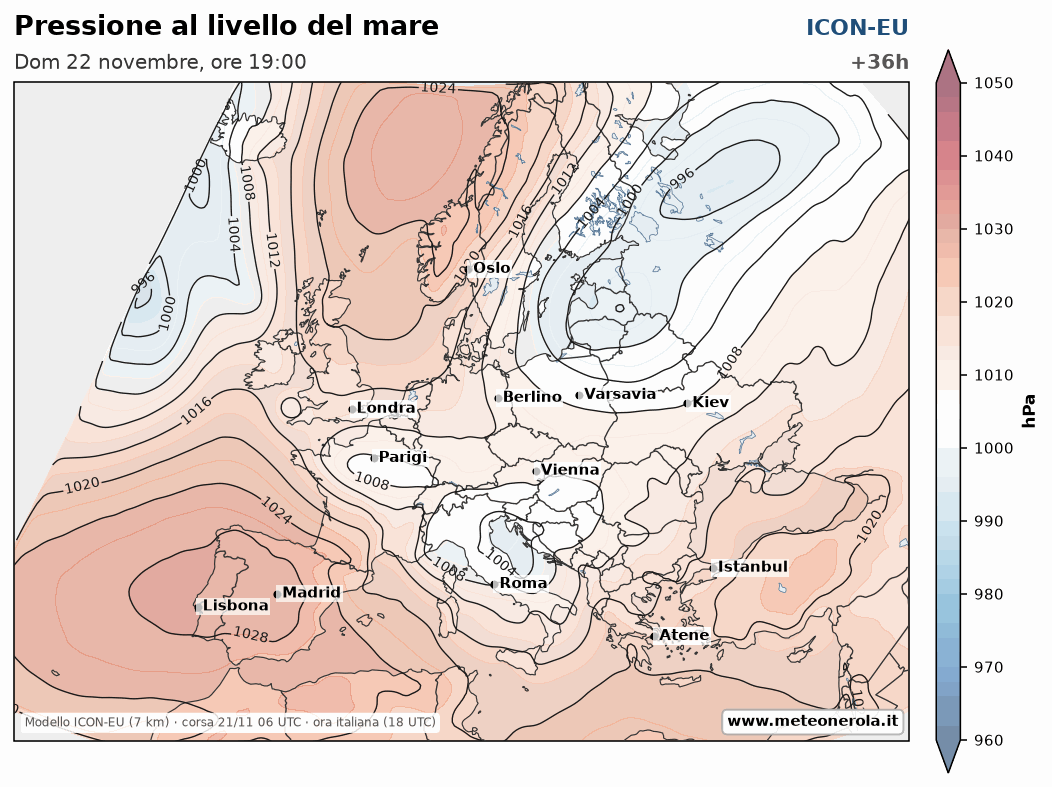 Pressione al livello del mare
ICON-EU
Dom 22 novembre, ore 19:00
+36h
1024
1050
1040
1030
1020
1010
1000
990
980
970
960
hPa
1000
1008
1004
1012
996
1000
1012
1016
1004
1000
996
1020
Oslo
1008
1016
Londra
Berlino
Varsavia
Kiev
Parigi
1008
Vienna
1020
1024
1020
1008
1004
Roma
Istanbul
Madrid
Lisbona
1028
Atene
Modello ICON-EU (7 km) · corsa 21/11 06 UTC · ora italiana (18 UTC)
www.meteonerola.it